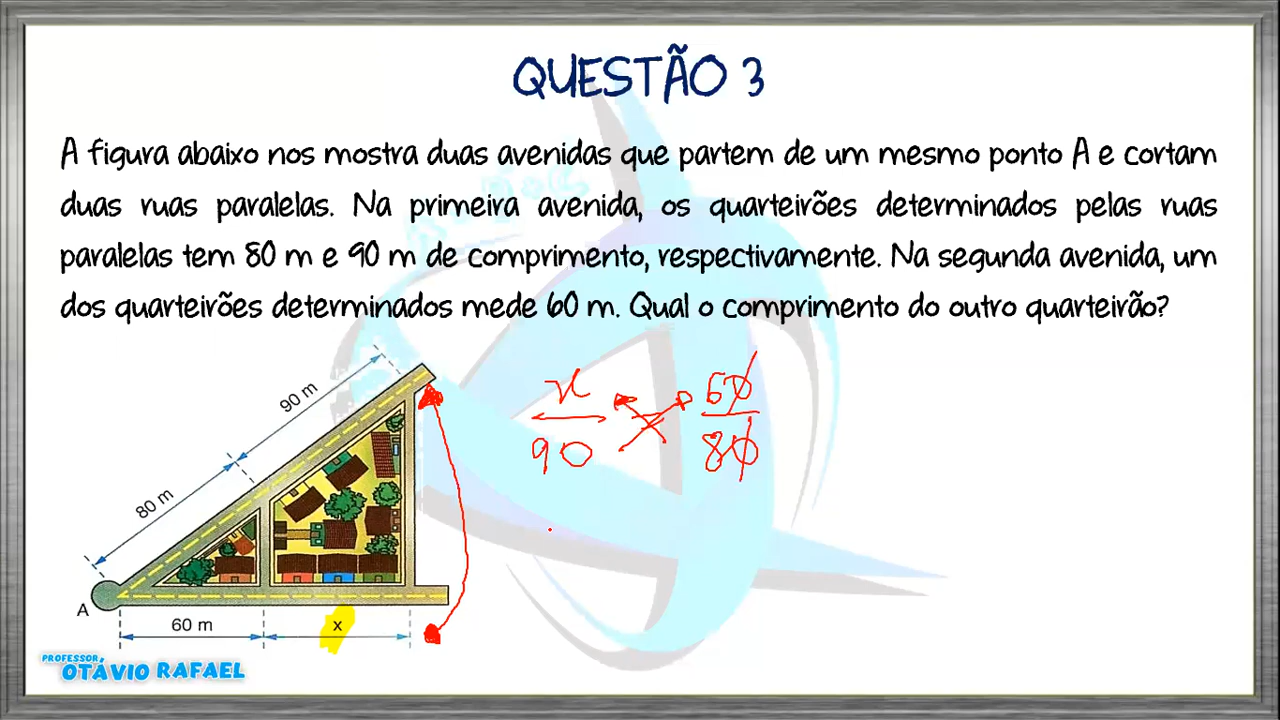 QUESTÃO 3
A figura abaixo nos mostra duas avenidas que partem de um mesmo ponto A e cortam
duas ruas paralelas. Na primeira avenida, os quarteirões determinados pelas ruas
paralelas tem 80 m e 90 m de comprimento, respectivamente. Na segunda avenida, um
dos quarteirões determinados mede 60 m. Qual o comprimento do outro quarteirão?
90 m
80 m
x 60
90 80
A
60 m x
PROFESSOR,
OTÁVIO RAFAEL